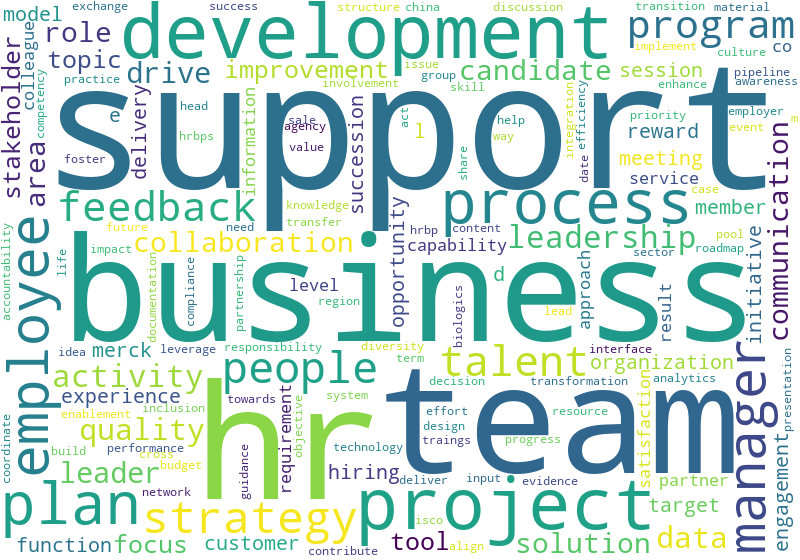 model
exchange
success
structure
china
discussion
transition
material
stakeholder
colleague
role
development
program
implement
culture
co
topic
practice
competency
drive
improvement
issue
involvement
group
candidate
skill
session
enhance
pipeline
awareness
support
e
head
hrbps
delivery
information
sale
agency
value
succession
act
l
help
way
share
integration
date
efficiency
priority
reward
employer
event
m
foster
area
meeting
service
case
communication
feedback
knowledge
transfer
process
member
accountability
employee
life
future
need
hrbp
content
leadership
pool
roadmap
impact
collaboration
opportunity
capability
sector
initiative
business
documentation
compliance
partnership
level
region
biologics
d
approach
result
lead
idea
merck
leverage
responsibility
diversity
term
interface
people
talent
organization
manager
activity
towards
system
decision
transformation
analytics
presentation
experience
hr
team
enablement
inclusion
requirement
objective
effort
design
resource
quality
build
performance
cross
budget
guidance
technology
traings
progress
satisfaction
coordinate
leader
hiring
deliver
input
evidence
partner
engagement
plan
network
project
target
strategy
isco
function
focus
customer
contribute
tool
align
solution
data